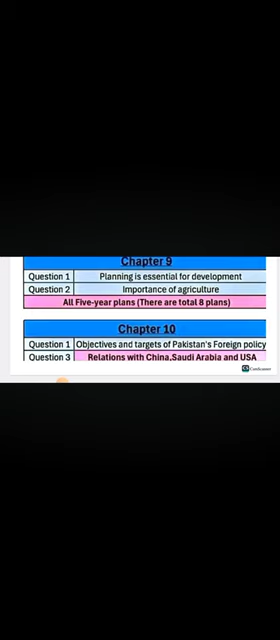 Chapter 9
Question 1 Planning is essential for development
Question 2 Importance of agriculture
All Five-year plans (There are total 8 plans)
Chapter 10
Question 1 Objectives and targets of Pakistan's Foreign policy
Question 3 Relations with China,Saudi Arabia and USA
CS CamScanner